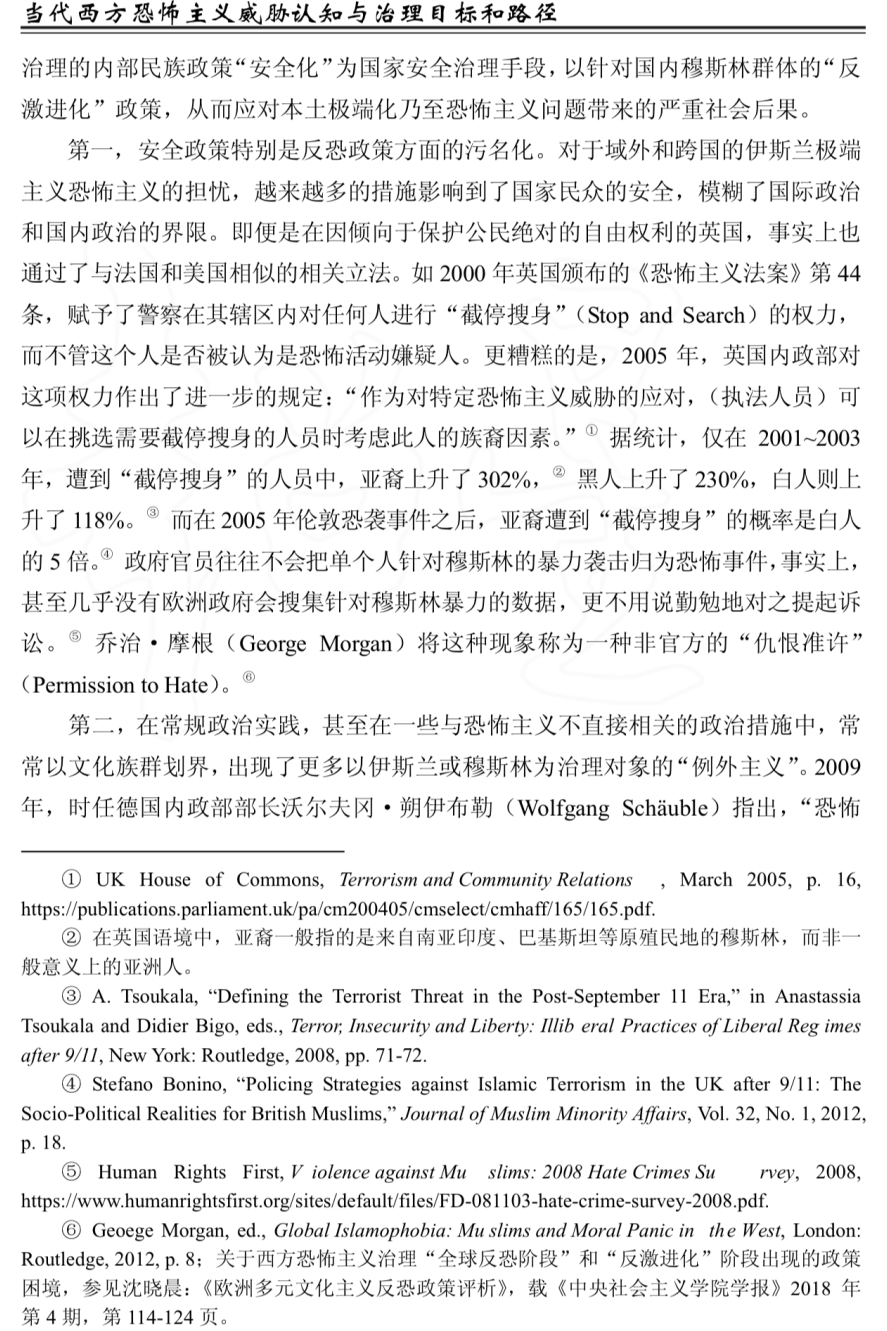 当代西方恐怖主义威胁认知与治理目标和路径
治理的内部民族政策“安全化”为国家安全治理手段，以针对国内穆斯林群体的“反
激进化”政策，从而应对本土极端化乃至恐怖主义问题带来的严重社会后果。
第一，安全政策特别是反恐政策方面的污名化。对于域外和跨国的伊斯兰极端
主义恐怖主义的担忧，越来越多的措施影响到了国家民众的安全，模糊了国际政治
和国内政治的界限。即便是在因倾向于保护公民绝对的自由权利的英国，事实上也
通过了与法国和美国相似的相关立法。如 2000 年英国颁布的《恐怖主义法案》第 44
条，赋予了警察在其辖区内对任何人进行“截停搜身”（Stop and Search）的权力，
而不管这个人是否被认为是恐怖活动嫌疑人。更糟糕的是，2005 年，英国内政部对
这项权力作出了进一步的规定：“作为对特定恐怖主义威胁的应对，（执法人员）可
以在挑选需要截停搜身的人员时考虑此人的族裔因素。”① 据统计，仅在 2001~2003
年，遭到“截停搜身”的人员中，亚裔上升了 302%，② 黑人上升了 230%，白人则上
升了 118%。③ 而在 2005 年伦敦恐袭事件之后，亚裔遭到“截停搜身”的概率是白人
的 5 倍。④ 政府官员往往不会把单个人针对穆斯林的暴力袭击归为恐怖事件，事实上，
甚至几乎没有欧洲政府会搜集针对穆斯林暴力的数据，更不用说勤勉地对之提起诉
讼。⑤ 乔治·摩根（George Morgan）将这种现象称为一种非官方的“仇恨准许”
（Permission to Hate）。⑥
第二，在常规政治实践，甚至在一些与恐怖主义不直接相关的政治措施中，常
常以文化族群划界，出现了更多以伊斯兰或穆斯林为治理对象的“例外主义”。2009
年，时任德国内政部部长沃尔夫冈·朔伊布勒（Wolfgang Schäuble）指出，“恐怖
① UK House of Commons, Terrorism and Community Relations , March 2005, p. 16,
https://publications.parliament.uk/pa/cm200405/cmselect/cmhaff/165/165.pdf.
② 在英国语境中，亚裔一般指的是来自南亚印度、巴基斯坦等原殖民地的穆斯林，而非一
般意义上的亚洲人。
③ A. Tsoukala, “Defining the Terrorist Threat in the Post-September 11 Era,” in Anastassia
Tsoukala and Didier Bigo, eds., Terror, Insecurity and Liberty: Illib eral Practices of Liberal Reg imes
after 9/11, New York: Routledge, 2008, pp. 71-72.
④ Stefano Bonino, “Policing Strategies against Islamic Terrorism in the UK after 9/11: The
Socio-Political Realities for British Muslims,” Journal of Muslim Minority Affairs, Vol. 32, No. 1, 2012,
p. 18.
⑤ Human Rights First, V iolence against Mu slims: 2008 Hate Crimes Su rvey, 2008,
https://www.humanrightsfirst.org/sites/default/files/FD-081103-hate-crime-survey-2008.pdf.
⑥ Geoege Morgan, ed., Global Islamophobia: Mu slims and Moral Panic in the West, London:
Routledge, 2012, p. 8；关于西方恐怖主义治理“全球反恐阶段”和“反激进化”阶段出现的政策
困境，参见沈晓晨：《欧洲多元文化主义反恐政策评析》，载《中央社会主义学院学报》2018 年
第 4 期，第 114-124 页。